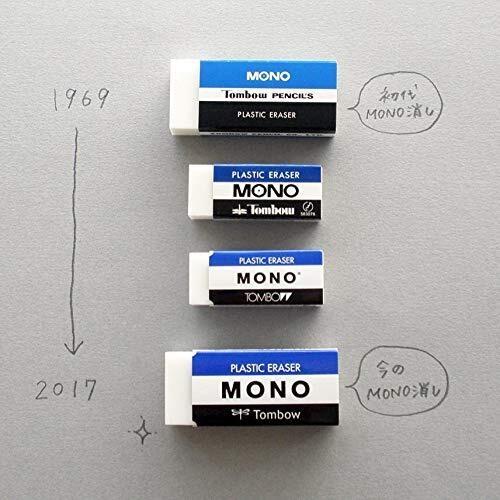 1969
MONO
Tombow PENCILS
PLASTIC ERASER
初代
MONO消し
PLASTIC ERASER
MONO
Tombow
PLASTIC ERASER
MONO
TOMBOW
2017
PLASTIC ERASER
MONO
Tombow
今の
MONO消し